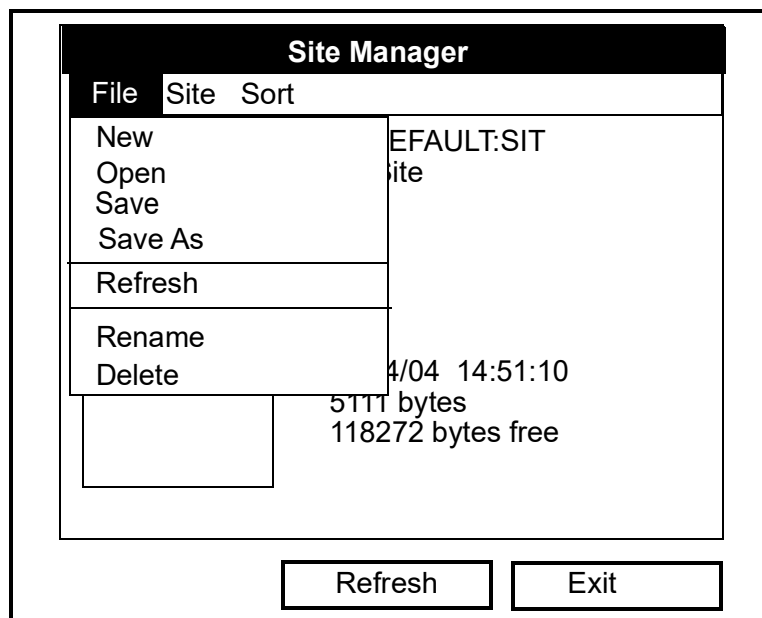 Site Manager
File Site Sort
New
Open
Save
Save As
Refresh
Rename
Delete
EFAULT:SIT
ite
4/04 14:51:10
5111 bytes
118272 bytes free
Refresh Exit